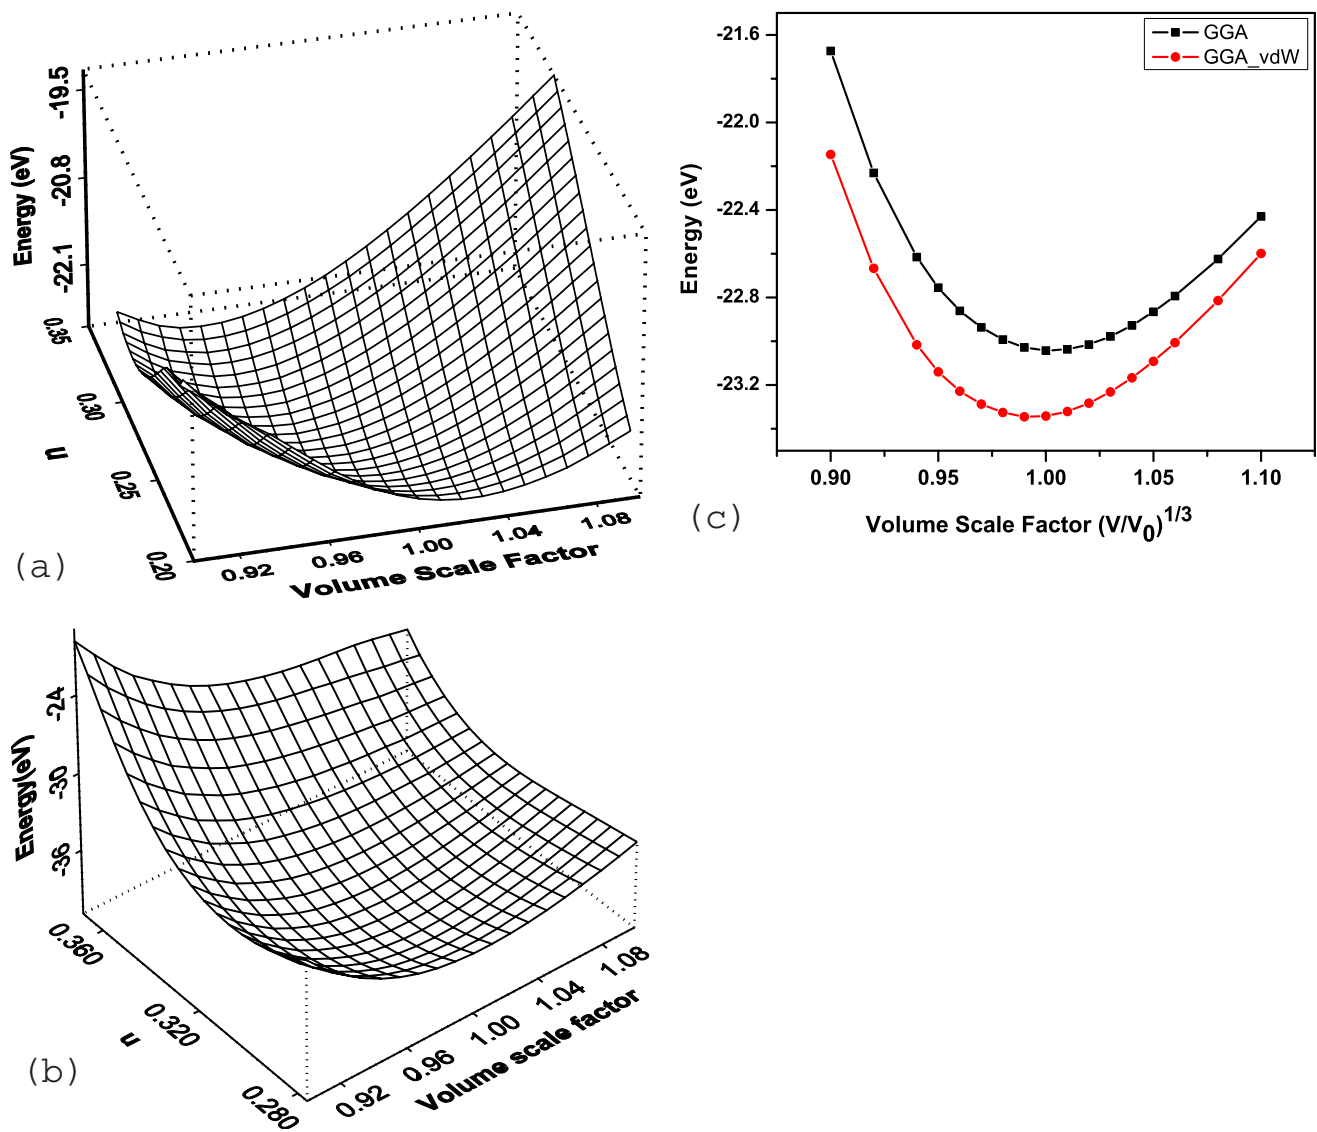 -19.5
-20.8
-22.1
Energy (eV)
0.35
0.30
0.25
0.20
u
0.92
0.96
1.00
1.04
1.08
Volume Scale Factor
(a)
-21.6
-22.0
-22.4
-22.8
-23.2
Energy (eV)
GGA
GGA_vdW
0.90 0.95 1.00 1.05 1.10
Volume Scale Factor (V/V0)1/3
(c)
-24
-30
-36
Energy(eV)
0.360
0.320
0.280
u
0.92
0.96
1.00
1.04
1.08
Volume scale factor
(b)